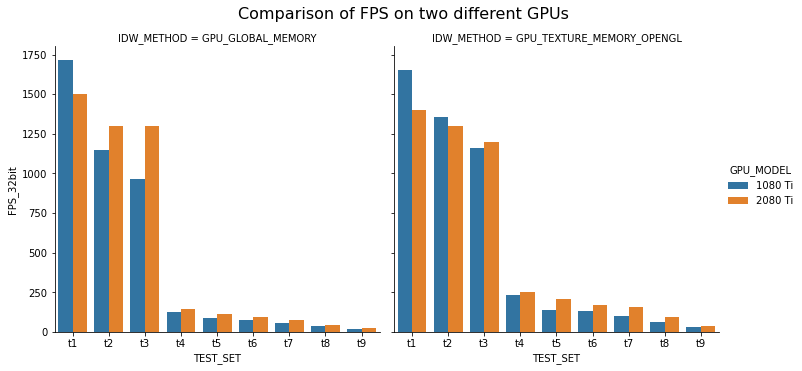 Comparison of FPS on two different GPUs
IDW_METHOD = GPU_GLOBAL_MEMORY
IDW_METHOD = GPU_TEXTURE_MEMORY_OPENGL
FPS_32bit
1750
1500
1250
1000
750
500
250
0
t1 t2 t3 t4 t5 t6 t7 t8 t9
TEST_SET
t1 t2 t3 t4 t5 t6 t7 t8 t9
TEST_SET
GPU_MODEL
1080 Ti
2080 Ti